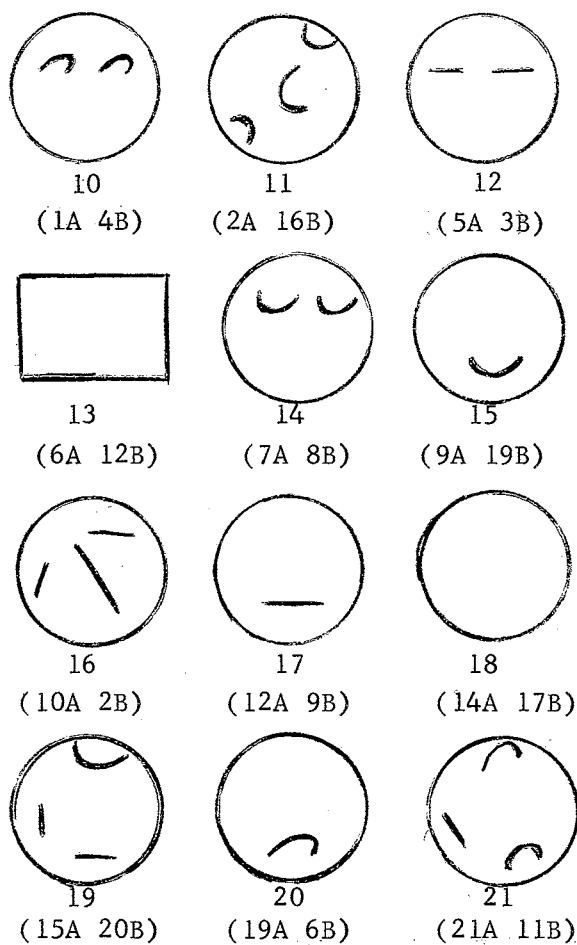 10 11 12
(1A 4B) (2A 16B) (5A 3B)
13 14 15
(6A 12B) (7A 8B) (9A 19B)
16 17 18
(10A 2B) (12A 9B) (14A 17B)
19 20 21
(15A 20B) (19A 6B) (21A 11B)